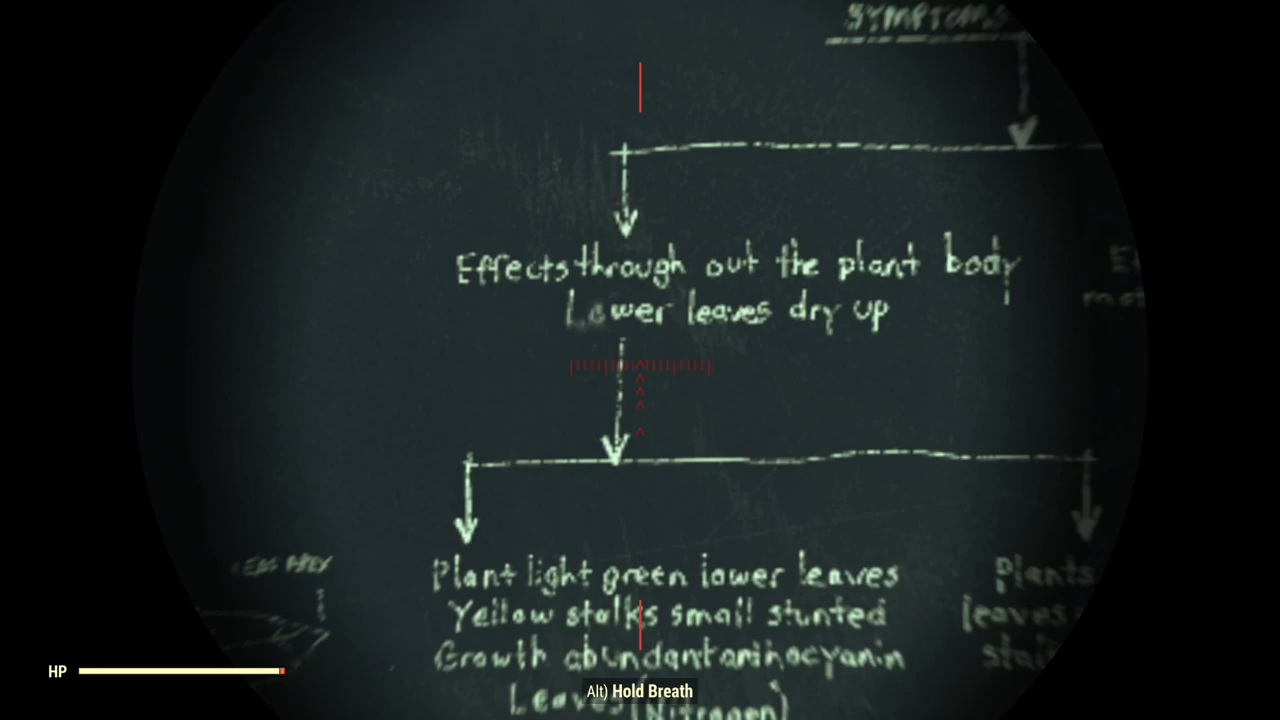 SYMPTOMS
Effects through out the plant body
Lower leaves dry up
Plant light green lower leaves
Yellow stalks small stunted
Growth abundant anthocyanin
Leaves (Nitrogen)
Plants
leaves
HP
Alt) Hold Breath